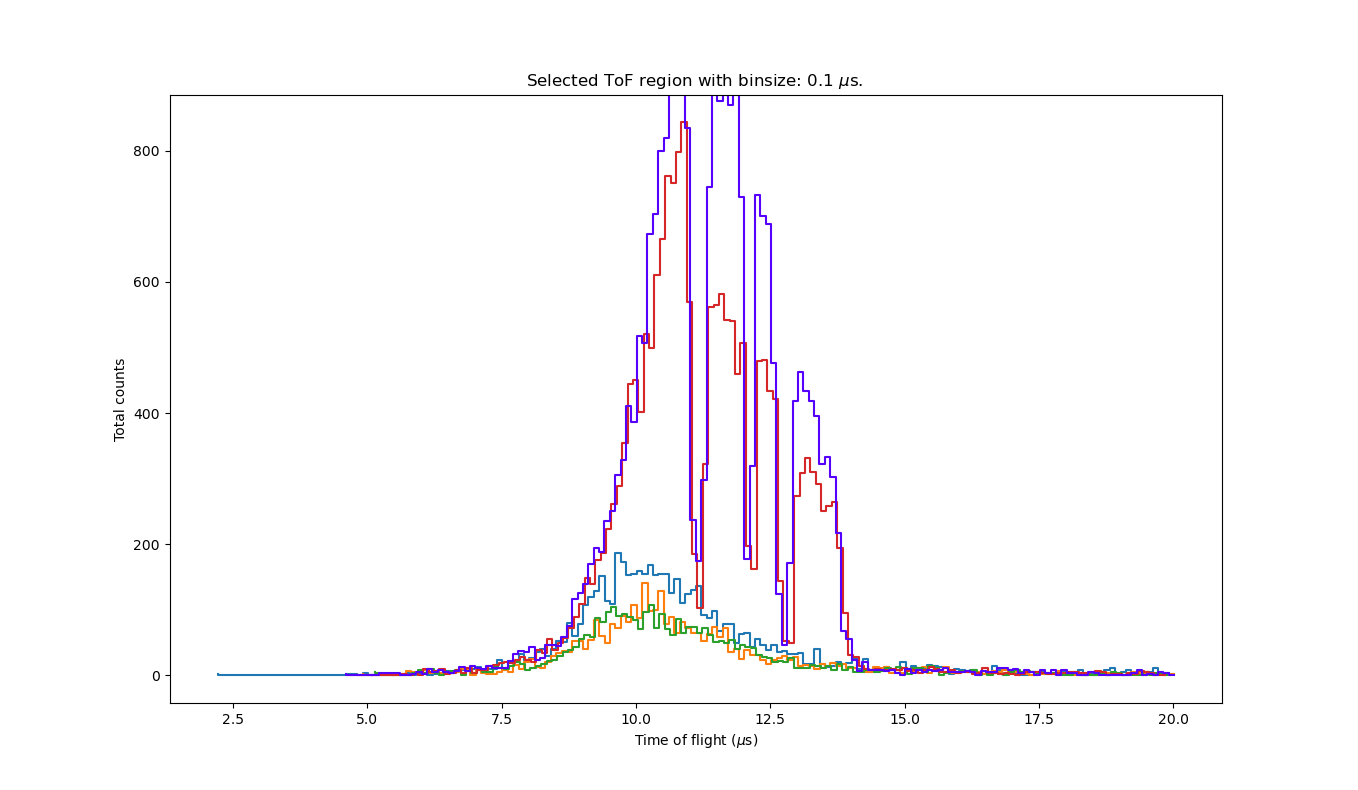 Selected ToF region with binsize: 0.1 μs.
Total counts
800
600
400
200
0
2.5 5.0 7.5 10.0 12.5 15.0 17.5 20.0
Time of flight (μs)